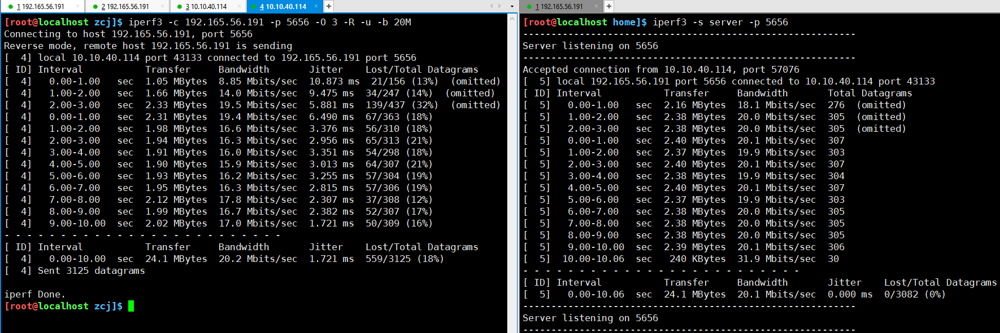 1 192.165.56.191 × 2 192.165.56.191 × 3 10.10.40.114 × 4 10.10.40.114 × +
[root@localhost zcj]$ iperf3 -c 192.165.56.191 -p 5656 -O 3 -R -u -b 20M
Connecting to host 192.165.56.191, port 5656
Reverse mode, remote host 192.165.56.191 is sending
[  4] local 10.10.40.114 port 43133 connected to 192.165.56.191 port 5656
[ ID] Interval           Transfer     Bandwidth       Jitter    Lost/Total Datagrams
[  4]   0.00-1.00   sec  1.05 MBytes  8.85 Mbits/sec  10.873 ms  21/156 (13%)  (omitted)
[  4]   1.00-2.00   sec  1.66 MBytes  14.0 Mbits/sec  9.475 ms  34/247 (14%)  (omitted)
[  4]   2.00-3.00   sec  2.33 MBytes  19.5 Mbits/sec  5.881 ms  139/437 (32%)  (omitted)
[  4]   0.00-1.00   sec  2.31 MBytes  19.4 Mbits/sec  6.490 ms  67/363 (18%)
[  4]   1.00-2.00   sec  1.98 MBytes  16.6 Mbits/sec  3.376 ms  56/310 (18%)
[  4]   2.00-3.00   sec  1.94 MBytes  16.3 Mbits/sec  2.956 ms  65/313 (21%)
[  4]   3.00-4.00   sec  1.91 MBytes  16.0 Mbits/sec  3.351 ms  54/298 (18%)
[  4]   4.00-5.00   sec  1.90 MBytes  15.9 Mbits/sec  3.013 ms  64/307 (21%)
[  4]   5.00-6.00   sec  1.93 MBytes  16.2 Mbits/sec  3.255 ms  57/304 (19%)
[  4]   6.00-7.00   sec  1.95 MBytes  16.3 Mbits/sec  2.815 ms  57/306 (19%)
[  4]   7.00-8.00   sec  2.12 MBytes  17.8 Mbits/sec  2.307 ms  37/308 (12%)
[  4]   8.00-9.00   sec  1.99 MBytes  16.7 Mbits/sec  2.382 ms  52/307 (17%)
[  4]   9.00-10.00  sec  2.02 MBytes  17.0 Mbits/sec  1.721 ms  50/309 (16%)
- - - - - - - - - - - - - - - - - - - - - - - - -
[ ID] Interval           Transfer     Bandwidth       Jitter    Lost/Total Datagrams
[  4]   0.00-10.00  sec  24.1 MBytes  20.2 Mbits/sec  1.721 ms  559/3125 (18%)
[  4] Sent 3125 datagrams
iperf Done.
[root@localhost zcj]$
1 192.165.56.191 × +
[root@localhost home]$ iperf3 -s server -p 5656
-----------------------------------------------------------
Server listening on 5656
-----------------------------------------------------------
Accepted connection from 10.10.40.114, port 57076
[  5] local 192.165.56.191 port 5656 connected to 10.10.40.114 port 43133
[ ID] Interval           Transfer     Bandwidth       Total Datagrams
[  5]   0.00-1.00   sec  2.16 MBytes  18.1 Mbits/sec  276  (omitted)
[  5]   1.00-2.00   sec  2.38 MBytes  20.0 Mbits/sec  305  (omitted)
[  5]   2.00-3.00   sec  2.38 MBytes  20.0 Mbits/sec  305  (omitted)
[  5]   0.00-1.00   sec  2.40 MBytes  20.1 Mbits/sec  307
[  5]   1.00-2.00   sec  2.37 MBytes  19.9 Mbits/sec  303
[  5]   2.00-3.00   sec  2.40 MBytes  20.1 Mbits/sec  307
[  5]   3.00-4.00   sec  2.38 MBytes  19.9 Mbits/sec  304
[  5]   4.00-5.00   sec  2.40 MBytes  20.1 Mbits/sec  307
[  5]   5.00-6.00   sec  2.37 MBytes  19.9 Mbits/sec  303
[  5]   6.00-7.00   sec  2.38 MBytes  20.0 Mbits/sec  305
[  5]   7.00-8.00   sec  2.38 MBytes  20.0 Mbits/sec  305
[  5]   8.00-9.00   sec  2.38 MBytes  20.0 Mbits/sec  305
[  5]   9.00-10.00  sec  2.39 MBytes  20.1 Mbits/sec  306
[  5]  10.00-10.06  sec   240 KBytes  31.9 Mbits/sec  30
- - - - - - - - - - - - - - - - - - - - - - - - -
[ ID] Interval           Transfer     Bandwidth       Jitter    Lost/Total Datagrams
[  5]   0.00-10.06  sec  24.1 MBytes  20.1 Mbits/sec  0.000 ms  0/3082 (0%)
-----------------------------------------------------------
Server listening on 5656
-----------------------------------------------------------